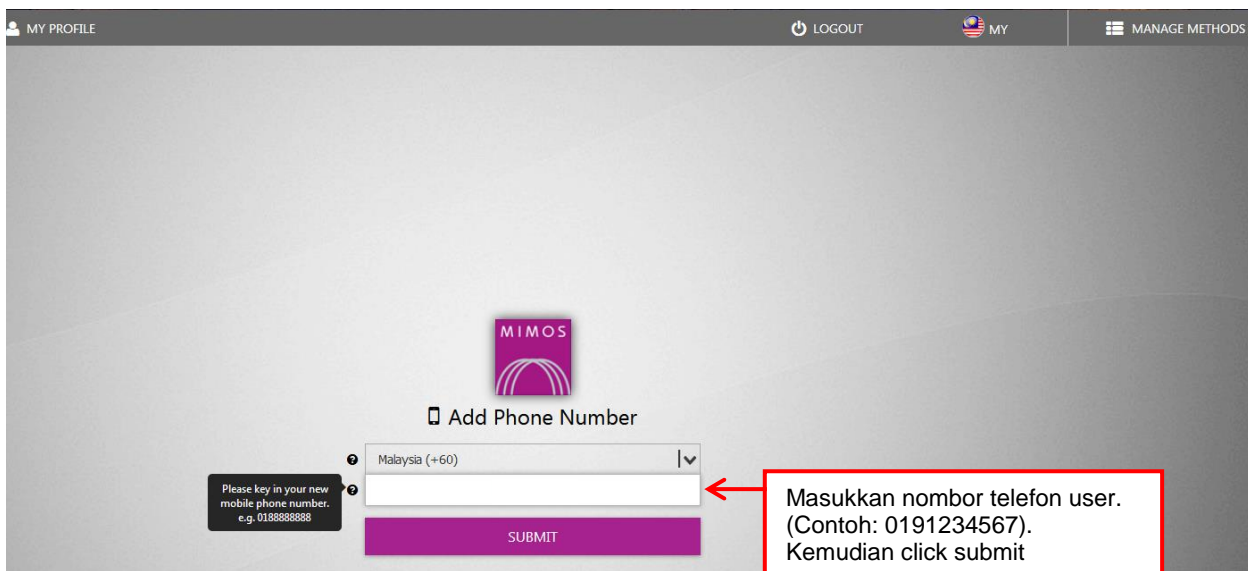 MY PROFILE
LOGOUT
MY
MANAGE METHODS
MIMOS
Add Phone Number
Malaysia (+60)
Please key in your new
mobile phone number.
e.g. 0188888888
SUBMIT
Masukkan nombor telefon user.
(Contoh: 0191234567).
Kemudian click submit